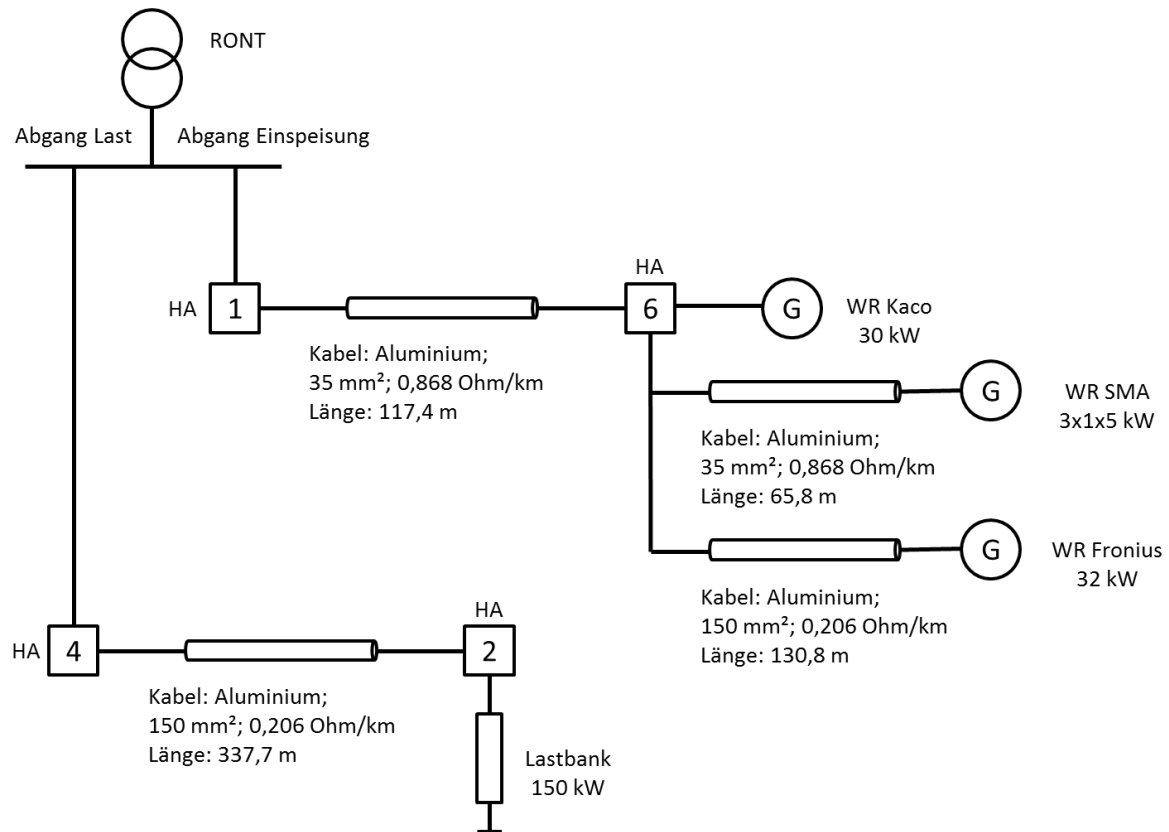 RONT
Abgang Last
Abgang Einspeisung
HA
1
HA
6
G
WR Kaco
30 kW
Kabel: Aluminium;
35 mm²; 0,868 Ohm/km
Länge: 117,4 m
G
WR SMA
3x1x5 kW
Kabel: Aluminium;
35 mm²; 0,868 Ohm/km
Länge: 65,8 m
G
WR Fronius
32 kW
Kabel: Aluminium;
150 mm²; 0,206 Ohm/km
Länge: 130,8 m
HA
4
HA
2
Kabel: Aluminium;
150 mm²; 0,206 Ohm/km
Länge: 337,7 m
Lastbank
150 kW